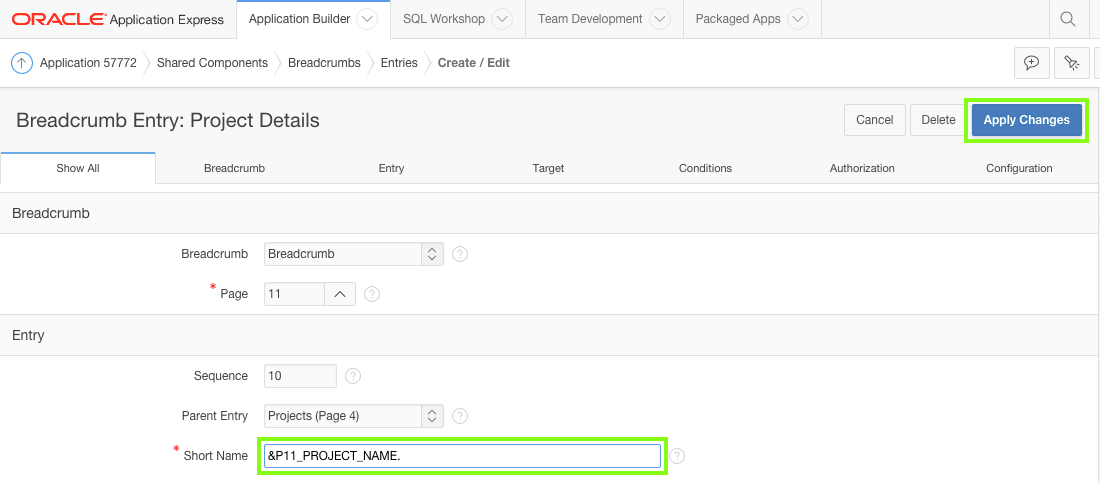 ORACLE Application Express Application Builder SQL Workshop Team Development Packaged Apps
Application 57772 Shared Components Breadcrumbs Entries Create / Edit
Breadcrumb Entry: Project Details Cancel Delete Apply Changes
Show All Breadcrumb Entry Target Conditions Authorization Configuration
Breadcrumb
Breadcrumb Breadcrumb ?
* Page 11 ?
Entry
Sequence 10 ?
Parent Entry Projects (Page 4) ?
* Short Name &P11_PROJECT_NAME. ?